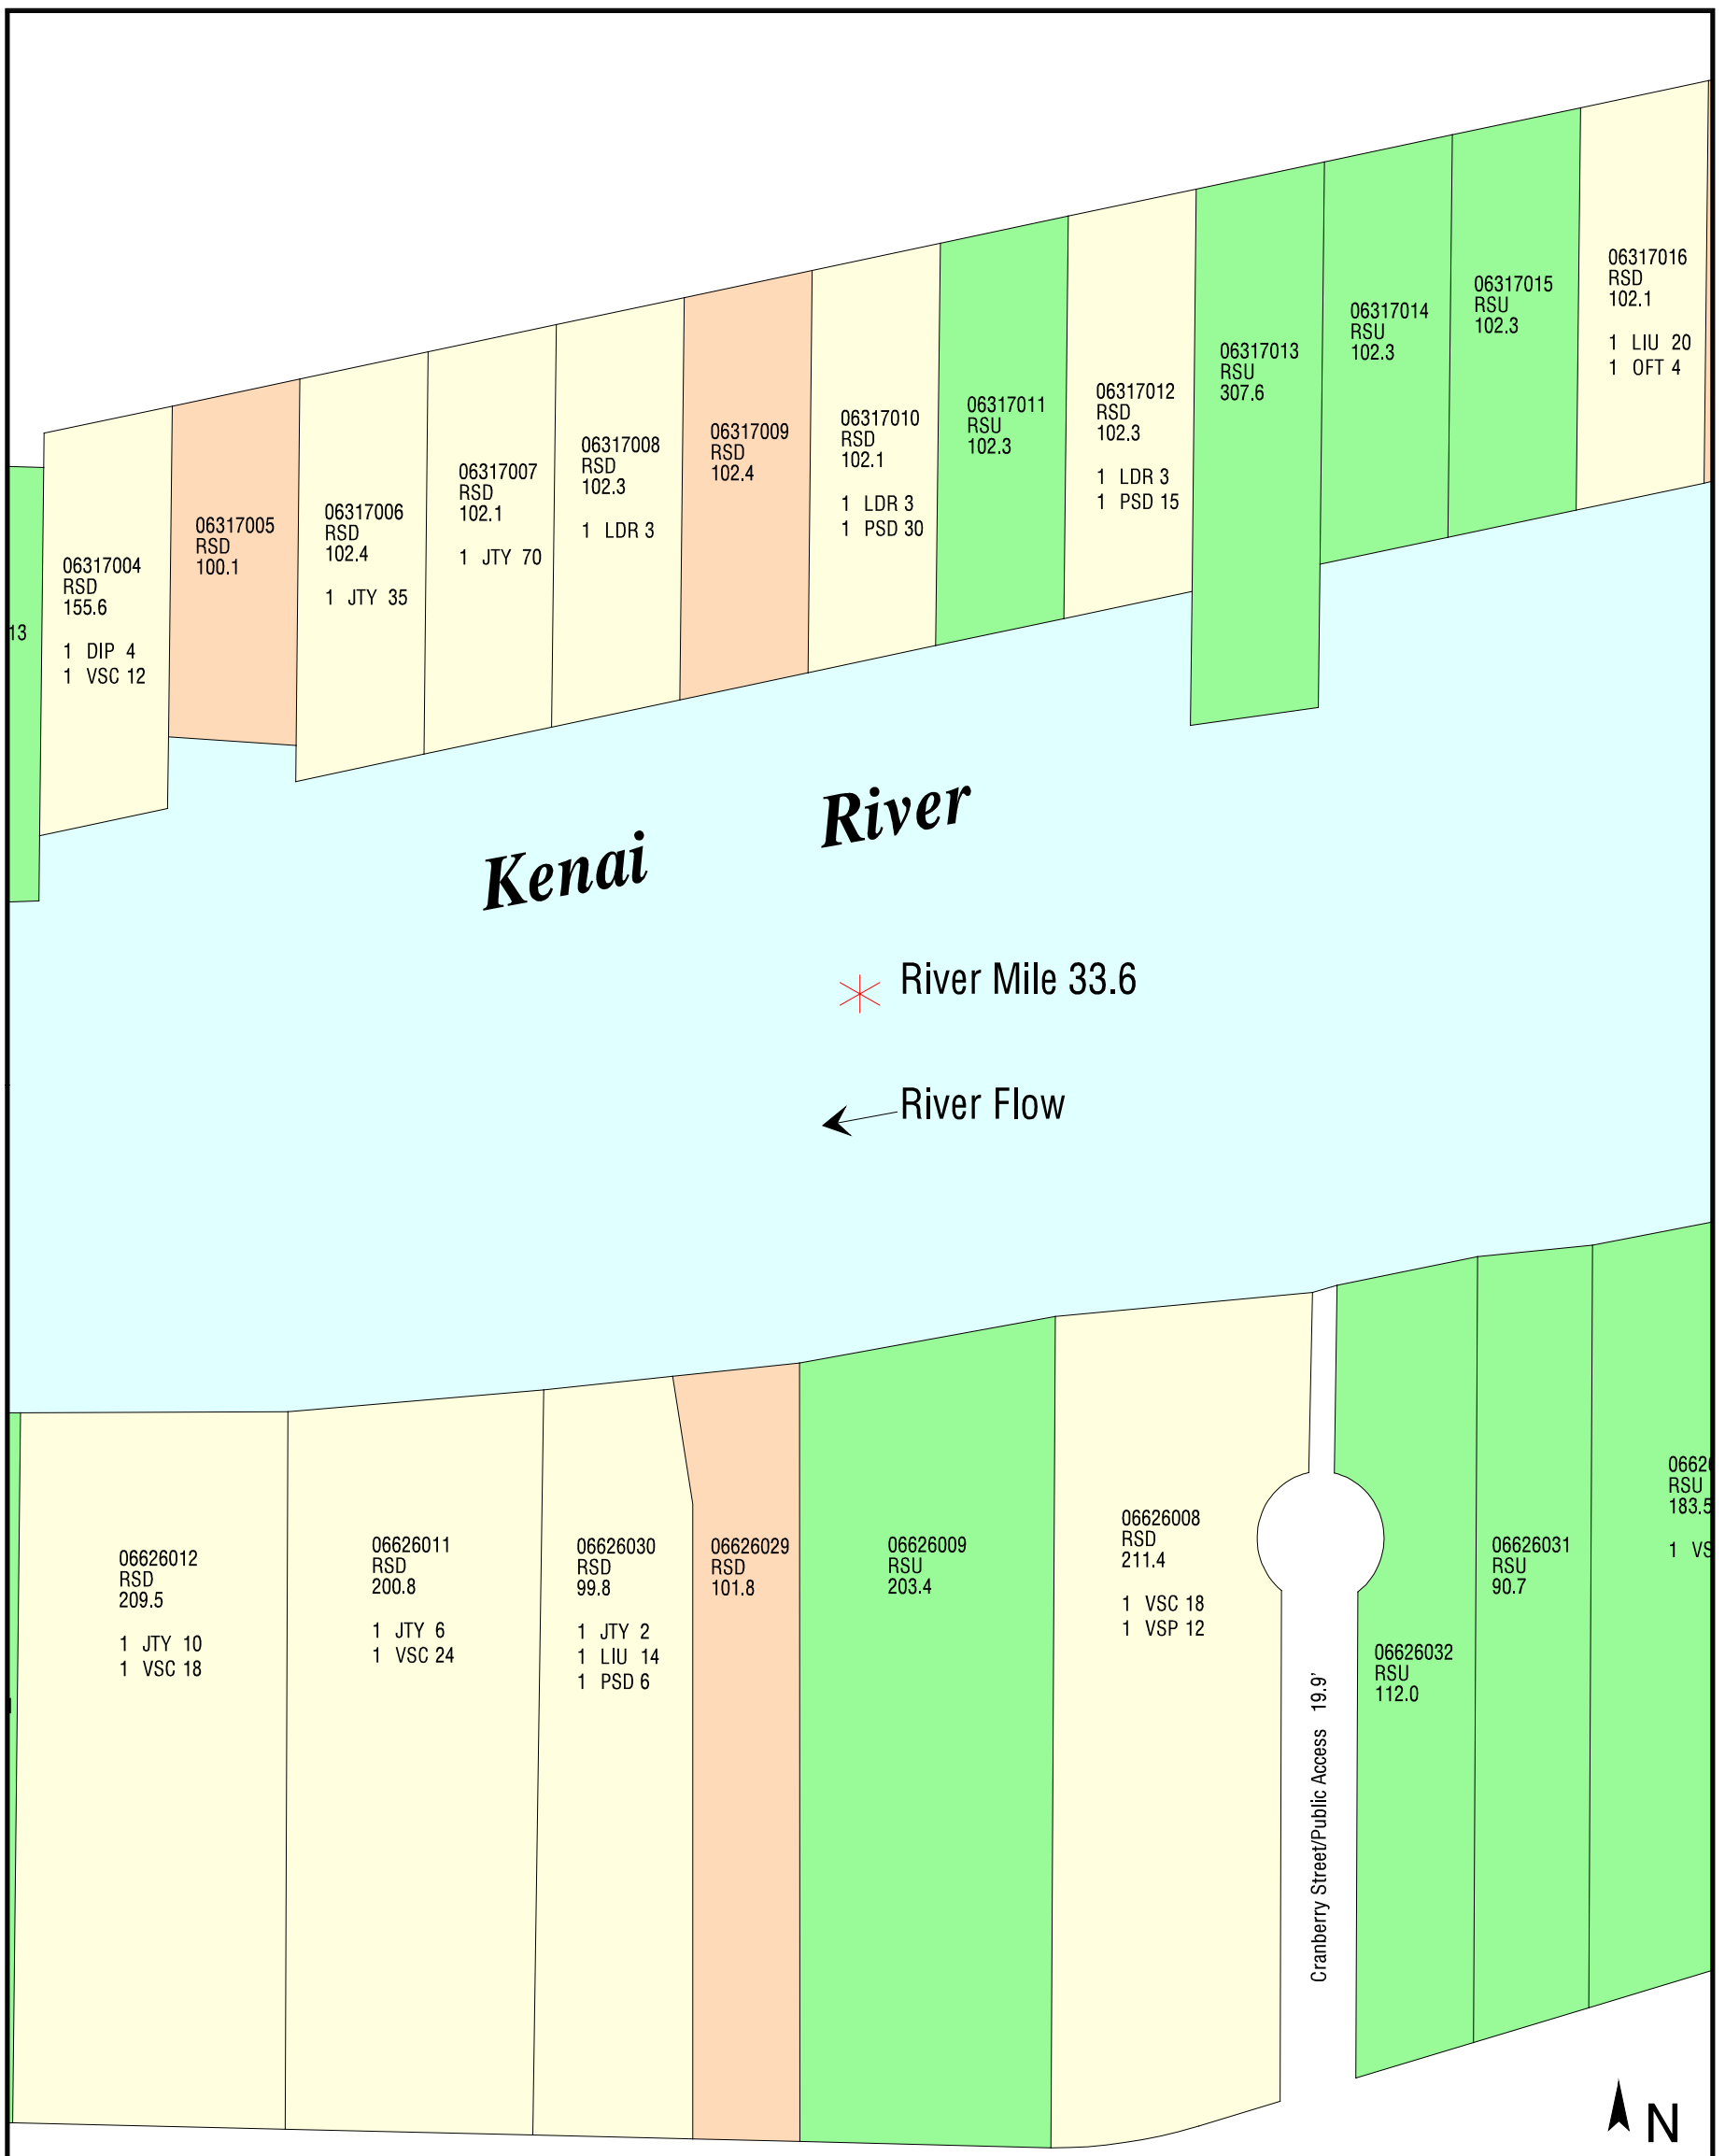 06317016
RSD
102.1
1 LIU 20
1 OFT 4
06317015
RSU
102.3
06317014
RSU
102.3
06317013
RSU
307.6
06317012
RSD
102.3
1 LDR 3
1 PSD 15
06317011
RSU
102.3
06317010
RSD
102.1
1 LDR 3
1 PSD 30
06317009
RSD
102.4
06317008
RSD
102.3
1 LDR 3
06317007
RSD
102.1
1 JTY 70
06317006
RSD
102.4
1 JTY 35
06317005
RSD
100.1
06317004
RSD
155.6
1 DIP 4
1 VSC 12
13
Kenai River
River Mile 33.6
River Flow
06626012
RSD
209.5
1 JTY 10
1 VSC 18
06626011
RSD
200.8
1 JTY 6
1 VSC 24
06626030
RSD
99.8
1 JTY 2
1 LIU 14
1 PSD 6
06626029
RSD
101.8
06626009
RSU
203.4
06626008
RSD
211.4
1 VSC 18
1 VSP 12
Cranberry Street/Public Access 19.9'
06626032
RSU
112.0
06626031
RSU
90.7
0662
RSU
183.5
1 VS
N